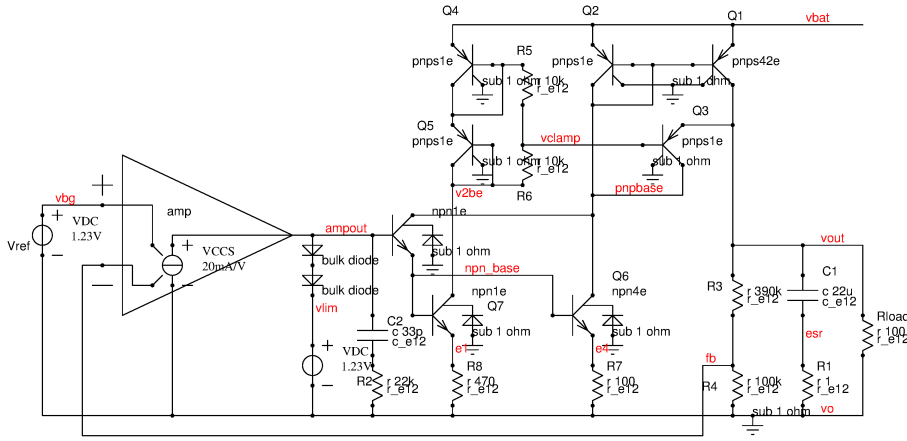 Q4
Q2
Q1
vbat
pnps1e
R5
pnps1e
pnps42e
sub 1 ohm
10k
r_e12
sub 1 ohm
Q3
Q5
pnps1e
vclamp
pnps1e
sub 1 ohm
10k
r_e12
sub 1 ohm
R6
v2be
pnpbase
vbg
+
amp
npn1e
VDC
1.23V
ampout
vout
Vref
+
−
VCCS
20mA/V
+
−
−
bulk diode
bulk diode
sub 1 ohm
npn_base
Q6
npn1e
npn4e
Q7
vlim
C2
c 33p
c_e12
sub 1 ohm
sub 1 ohm
R3
r 390k
r_e12
C1
c 22u
c_e12
Rload
r 100
r_e12
esr
+
−
VDC
1.23V
e1
e4
fb
R2
r 22k
r_e12
R8
r 470
r_e12
R7
r 100
r_e12
R4
r 100k
r_e12
R1
r 1
r_e12
sub 1 ohm
vo